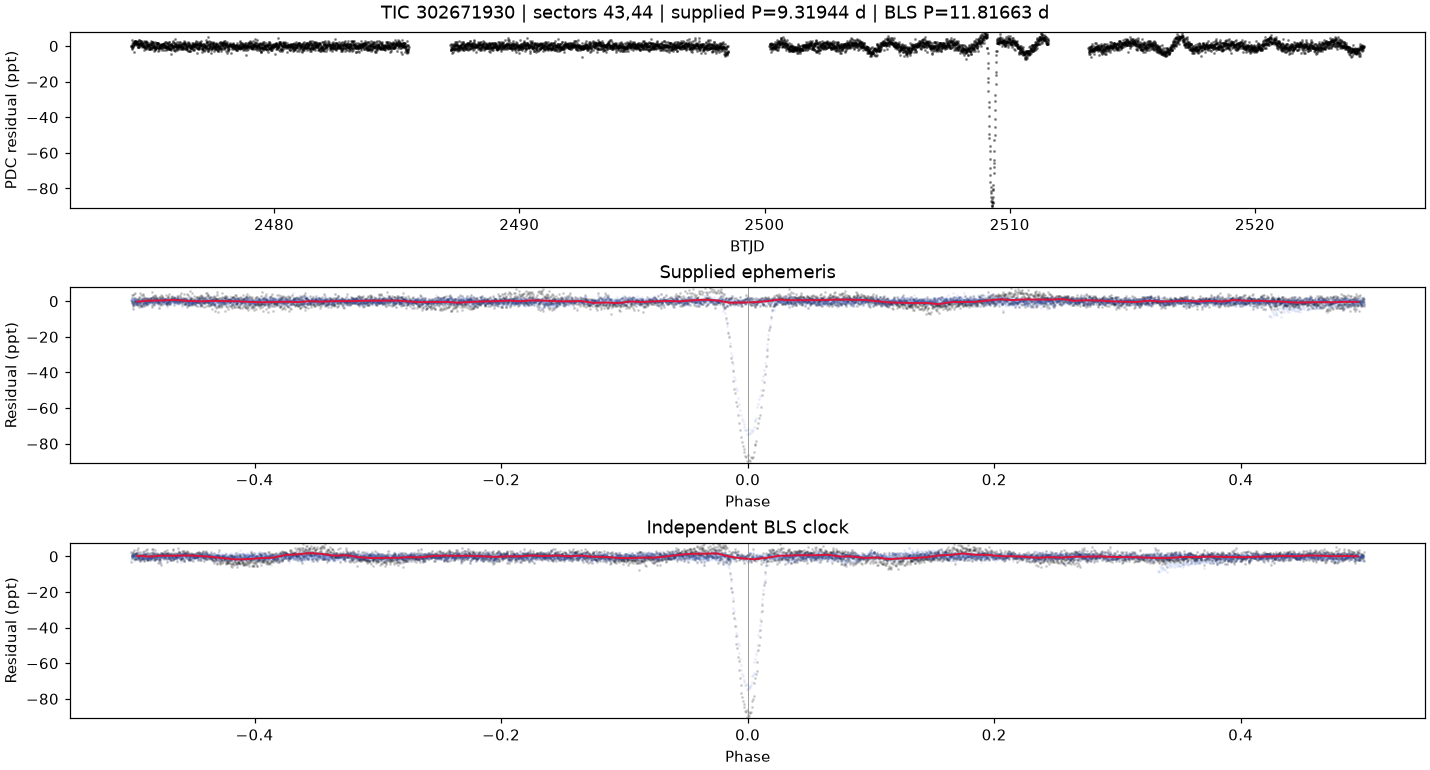 TIC 302671930 | sectors 43,44 | supplied P=9.31944 d | BLS P=11.81663 d
PDC residual (ppt)
0
−20
−40
−60
−80
2480 2490 2500 2510 2520
BTJD
Supplied ephemeris
Residual (ppt)
0
−20
−40
−60
−80
−0.4 −0.2 0.0 0.2 0.4
Phase
Independent BLS clock
Residual (ppt)
0
−20
−40
−60
−80
−0.4 −0.2 0.0 0.2 0.4
Phase